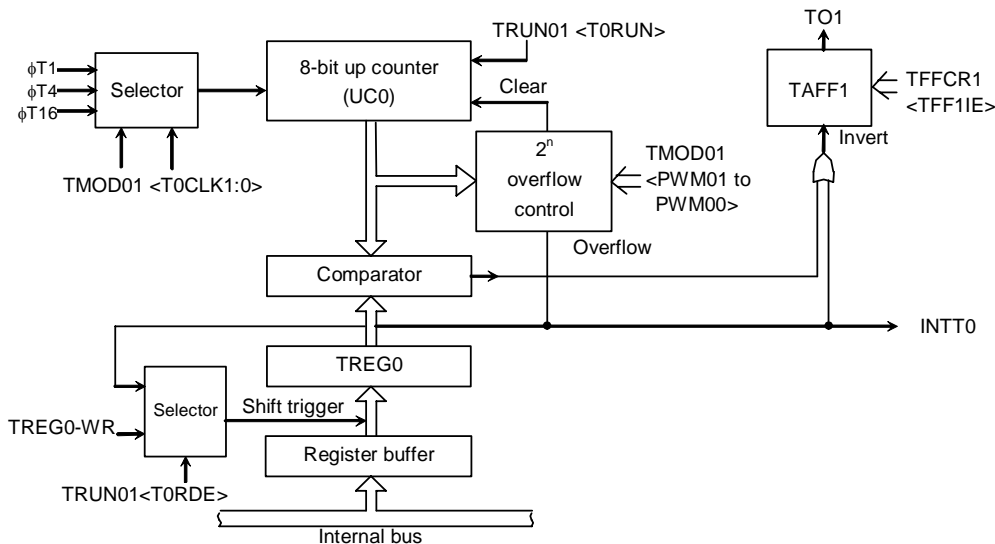 TO1
TRUN01 <T0RUN>
φT1
φT4
φT16
Selector
8-bit up counter
(UC0)
Clear
TAFF1
TFFCR1
<TFF1IE>
Invert
TMOD01 <T0CLK1:0>
2ⁿ
overflow
control
TMOD01
<PWM01 to
PWM00>
Overflow
Comparator
INTT0
TREG0
Selector
Shift trigger
TREG0-WR
Register buffer
TRUN01<T0RDE>
Internal bus